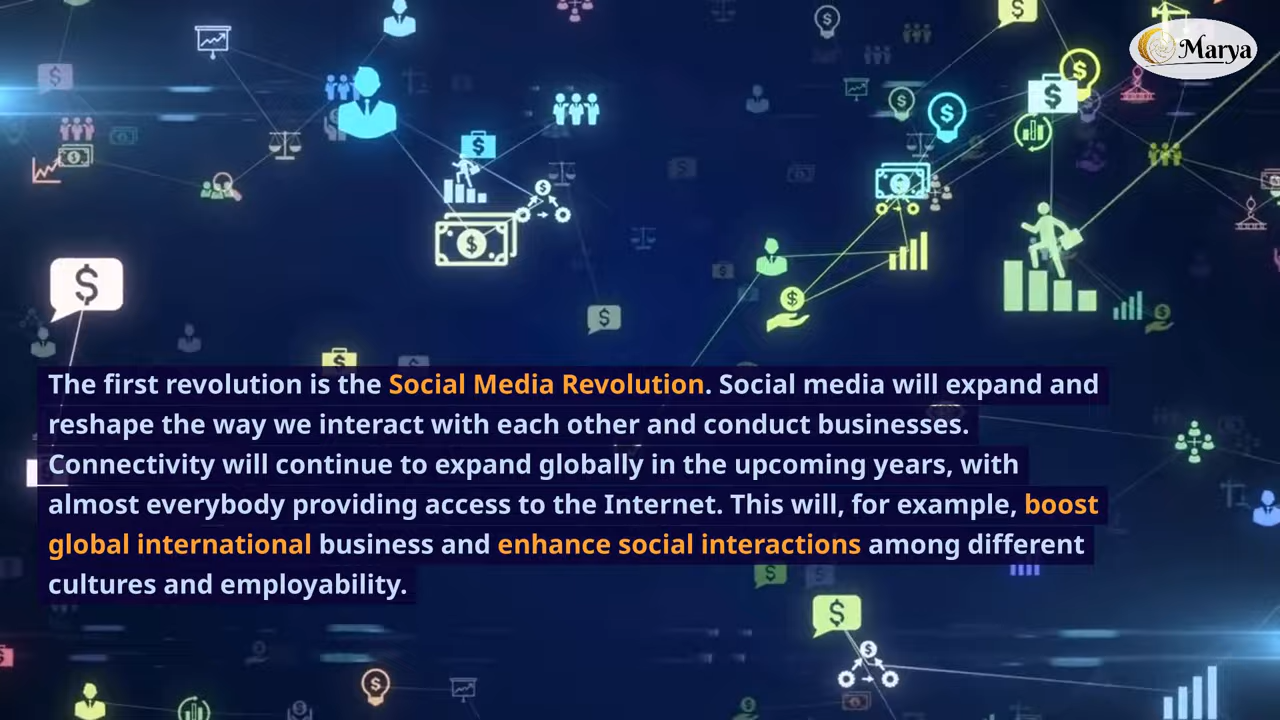 Marya
The first revolution is the Social Media Revolution. Social media will expand and
reshape the way we interact with each other and conduct businesses.
Connectivity will continue to expand globally in the upcoming years, with
almost everybody providing access to the Internet. This will, for example, boost
global international business and enhance social interactions among different
cultures and employability.